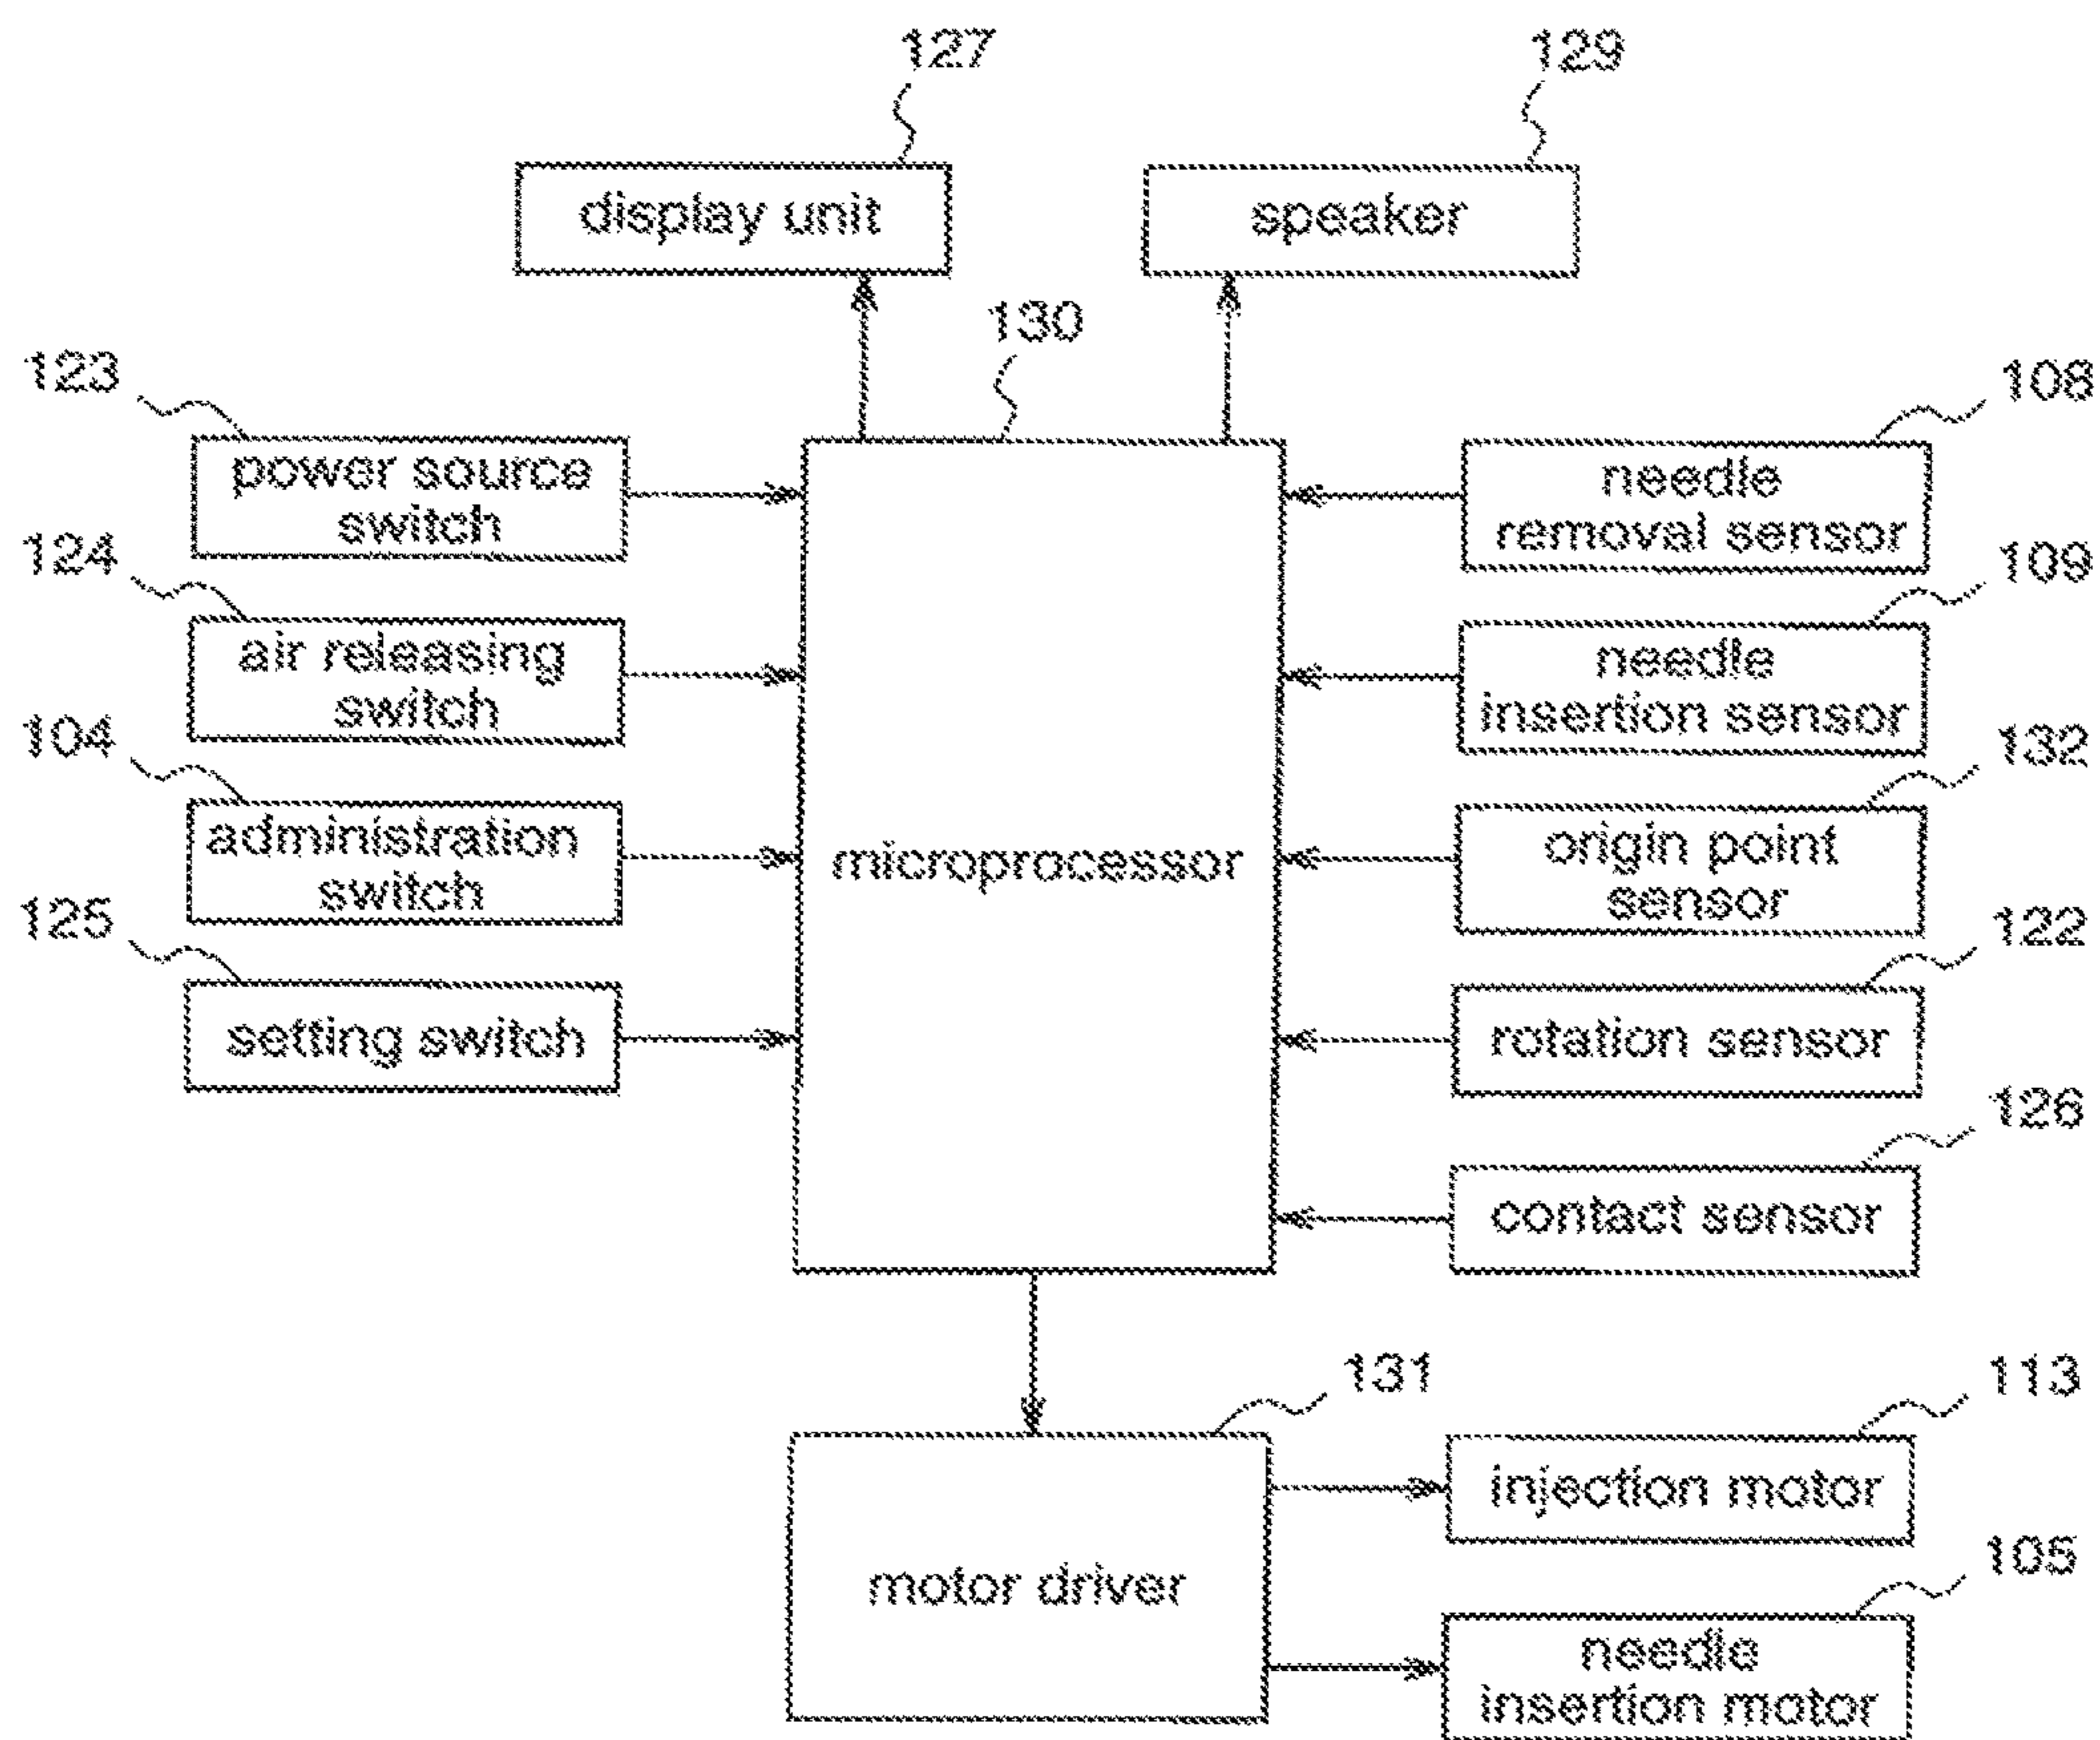 127
129
display unit
speaker
130
123
108
power source
switch
needle
removal sensor
124
109
air releasing
switch
needle
insertion sensor
104
132
administration
switch
microprocessor
origin point
sensor
125
122
setting switch
rotation sensor
126
contact sensor
131
113
injection motor
motor driver
105
needle
insertion motor